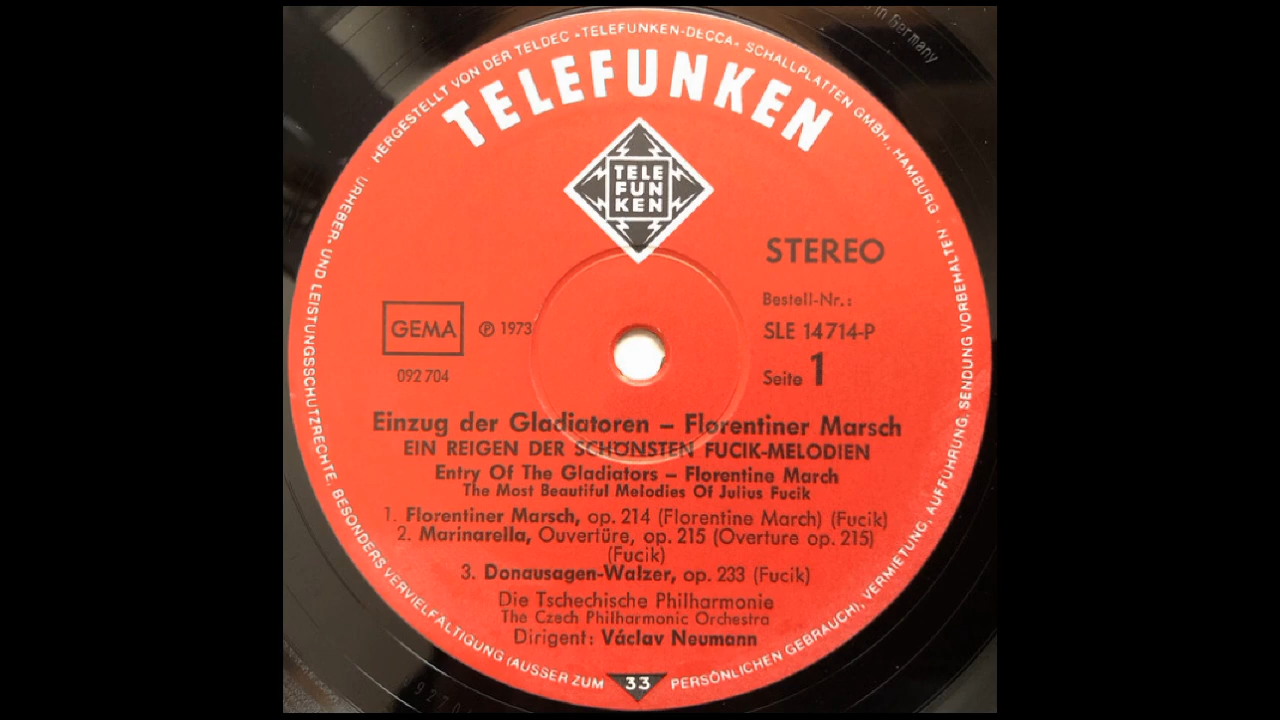 HERGESTELLT VON DER TELDEC »TELEFUNKEN-DECCA« SCHALLPLATTEN GMBH., HAMBURG · URHEBER- UND LEISTUNGSSCHUTZRECHTE, BESONDERS VERVIELFÄLTIGUNG (AUSSER ZUM PERSÖNLICHEN GEBRAUCH), VERMIETUNG, AUFFÜHRUNG, SENDUNG VORBEHALTEN ·
in Germany
TELEFUNKEN
TELE
FUN
KEN
STEREO
Bestell-Nr.:
SLE 14 714-P
Seite 1
GEMA
℗ 1973
092 704
Einzug der Gladiatoren – Florentiner Marsch
EIN REIGEN DER SCHÖNSTEN FUCIK-MELODIEN
Entry Of The Gladiators – Florentine March
The Most Beautiful Melodies Of Julius Fucik
1. Florentiner Marsch, op. 214 (Florentine March) (Fucik)
2. Marinarella, Ouvertüre, op. 215 (Overture op. 215)
(Fucik)
3. Donausagen-Walzer, op. 233 (Fucik)
Die Tschechische Philharmonie
The Czech Philharmonic Orchestra
Dirigent: Václav Neumann
33